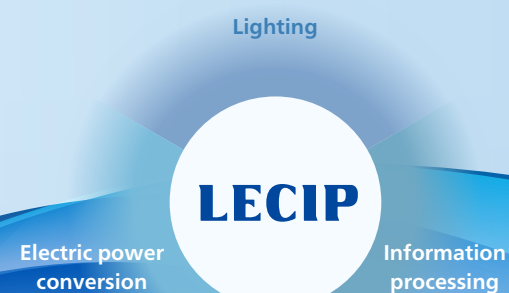 Lighting
LECIP
Electric power
conversion
Information
processing